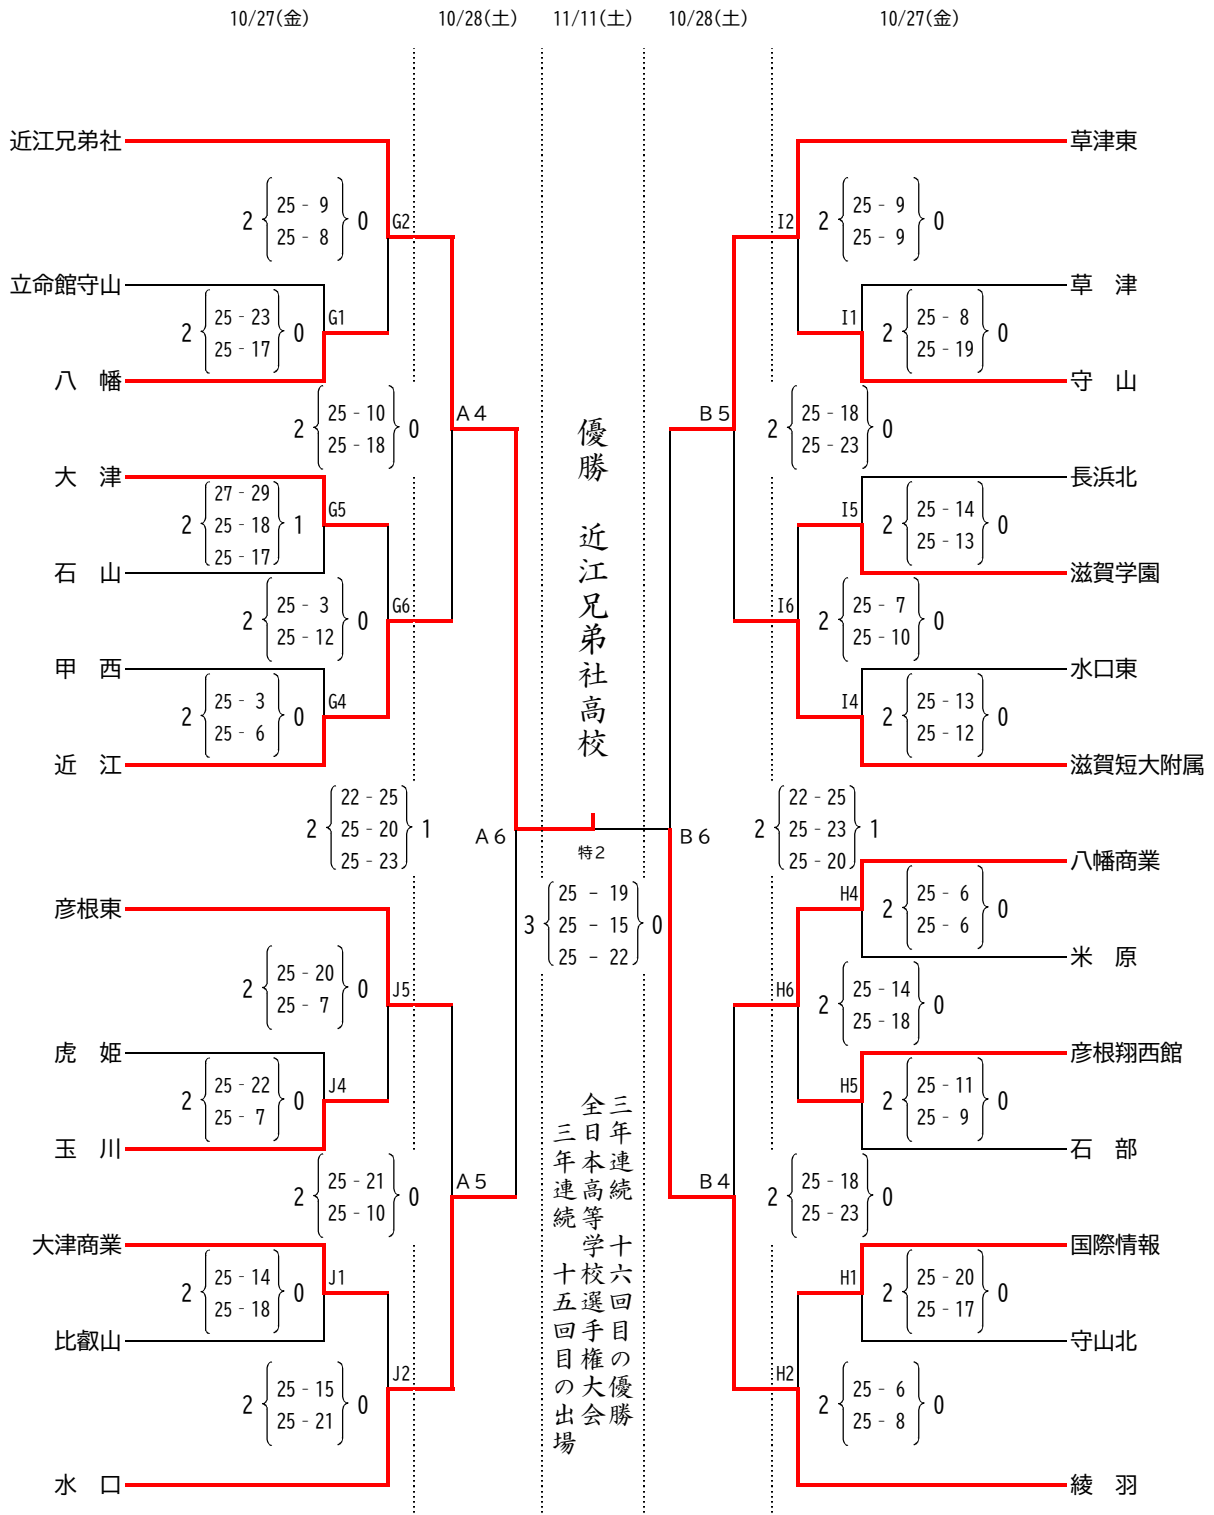 10/27(金) 10/28(土) 11/11(土) 10/28(土) 10/27(金)
近江兄弟社
2 25 - 9 0
25 - 8
G2
立命館守山
2 25 - 23 0
25 - 17
G1
八　幡
2 25 - 10 0
25 - 18
A4
大　津
27 - 29
2 25 - 18 1
25 - 17
G5
石　山
2 25 - 3 0
25 - 12
G6
甲　西
2 25 - 3 0
25 - 6
G4
近　江
22 - 25
2 25 - 20 1
25 - 23
A6
彦根東
2 25 - 20 0
25 - 7
J5
虎　姫
2 25 - 22 0
25 - 7
J4
玉　川
2 25 - 21 0
25 - 10
A5
大津商業
2 25 - 14 0
25 - 18
J1
比叡山
2 25 - 15 0
25 - 21
J2
水　口
優勝　近江兄弟社高校
特2
25 - 19
3 25 - 15 0
25 - 22
三年連続　十六回目の優勝
全日本高等学校選手権大会
三年連続　十五回目の出場
草津東
I2
2 25 - 9 0
25 - 9
草　津
I1
2 25 - 8 0
25 - 19
守　山
B5
2 25 - 18 0
25 - 23
長浜北
I5
2 25 - 14 0
25 - 13
滋賀学園
I6
2 25 - 7 0
25 - 10
水口東
I4
2 25 - 13 0
25 - 12
滋賀短大附属
B6
22 - 25
2 25 - 23 1
25 - 20
八幡商業
H4
2 25 - 6 0
25 - 6
米　原
H6
2 25 - 14 0
25 - 18
彦根翔西館
H5
2 25 - 11 0
25 - 9
石　部
B4
2 25 - 18 0
25 - 23
国際情報
H1
2 25 - 20 0
25 - 17
守山北
H2
2 25 - 6 0
25 - 8
綾　羽